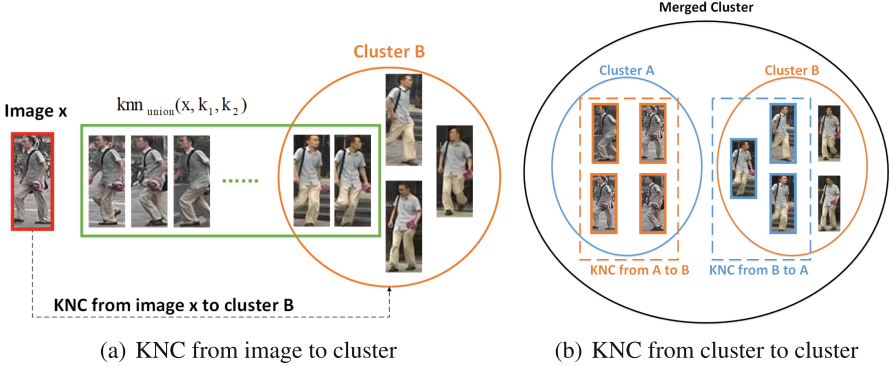 Cluster B
Image x
knn union(x, k1, k2)
......
KNC from image x to cluster B
(a) KNC from image to cluster
Merged Cluster
Cluster A
Cluster B
KNC from A to B
KNC from B to A
(b) KNC from cluster to cluster